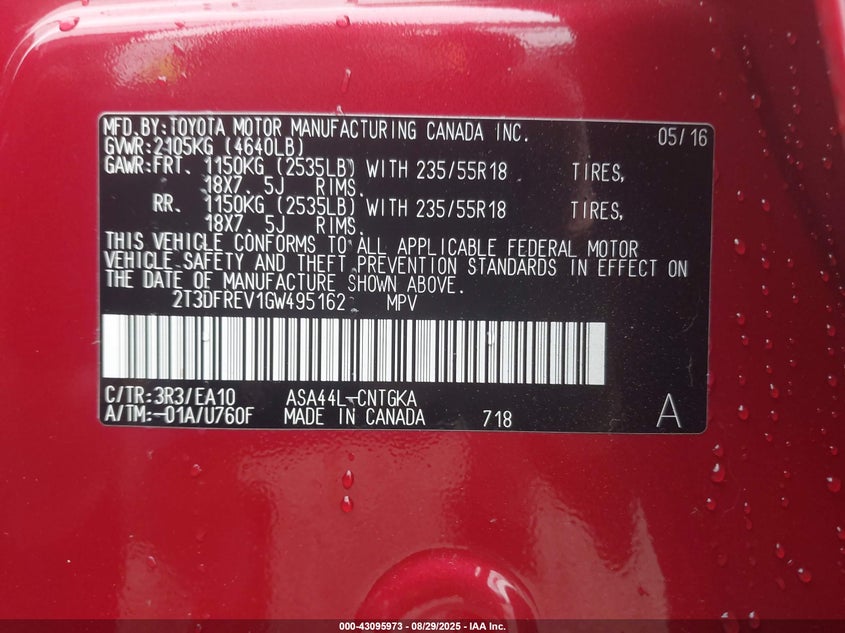 MFD.BY:TOYOTA MOTOR MANUFACTURING CANADA INC. 05/16
GVWR:2105KG (4640LB)
GAWR:FRT. 1150KG (2535LB) WITH 235/55R18 TIRES,
18X7. 5J RIMS.
RR. 1150KG (2535LB) WITH 235/55R18 TIRES,
18X7. 5J RIMS.
THIS VEHICLE CONFORMS TO ALL APPLICABLE FEDERAL MOTOR
VEHICLE SAFETY AND THEFT PREVENTION STANDARDS IN EFFECT ON
THE DATE OF MANUFACTURE SHOWN ABOVE.
2T3DFREV1GW495162 MPV
C/TR:3R3/EA10 ASA44L-CNTGKA
A/TM:-01A/U760F MADE IN CANADA 718 A
000-43095973 - 08/29/2025 - IAA Inc.